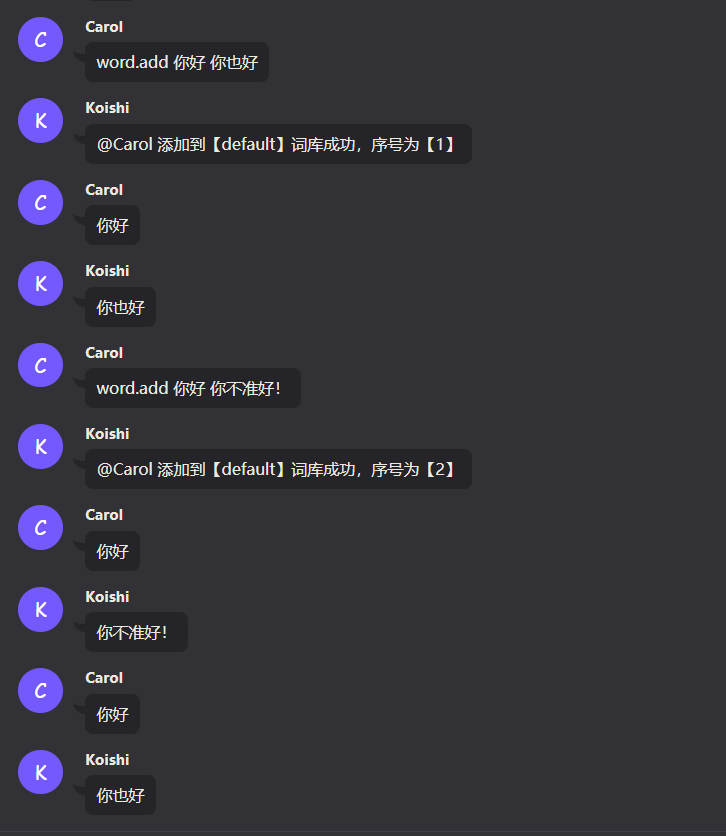 C
Carol
word.add 你好 你也好
K
Koishi
@Carol 添加到【default】词库成功，序号为【1】
C
Carol
你好
K
Koishi
你也好
C
Carol
word.add 你好 你不准好！
K
Koishi
@Carol 添加到【default】词库成功，序号为【2】
C
Carol
你好
K
Koishi
你不准好！
C
Carol
你好
K
Koishi
你也好